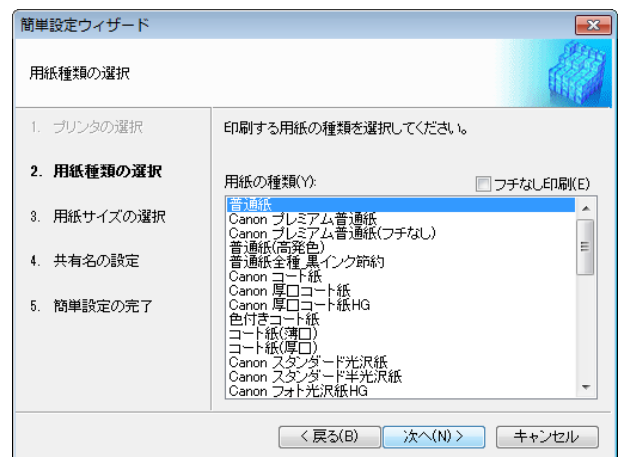 簡単設定ウィザード
用紙種類の選択
1. プリンタの選択
2. 用紙種類の選択
3. 用紙サイズの選択
4. 共有名の設定
5. 簡単設定の完了
印刷する用紙の種類を選択してください。
用紙の種類(Y):
フチなし印刷(E)
普通紙
Canon プレミアム普通紙
Canon プレミアム普通紙(フチなし)
普通紙(高発色)
普通紙全種_黒インク節約
Canon コート紙
Canon 厚口コート紙
Canon 厚口コート紙HG
色付きコート紙
コート紙(薄口)
コート紙(厚口)
Canon スタンダード光沢紙
Canon スタンダード半光沢紙
Canon フォト光沢紙HG
< 戻る(B)
次へ(N) >
キャンセル